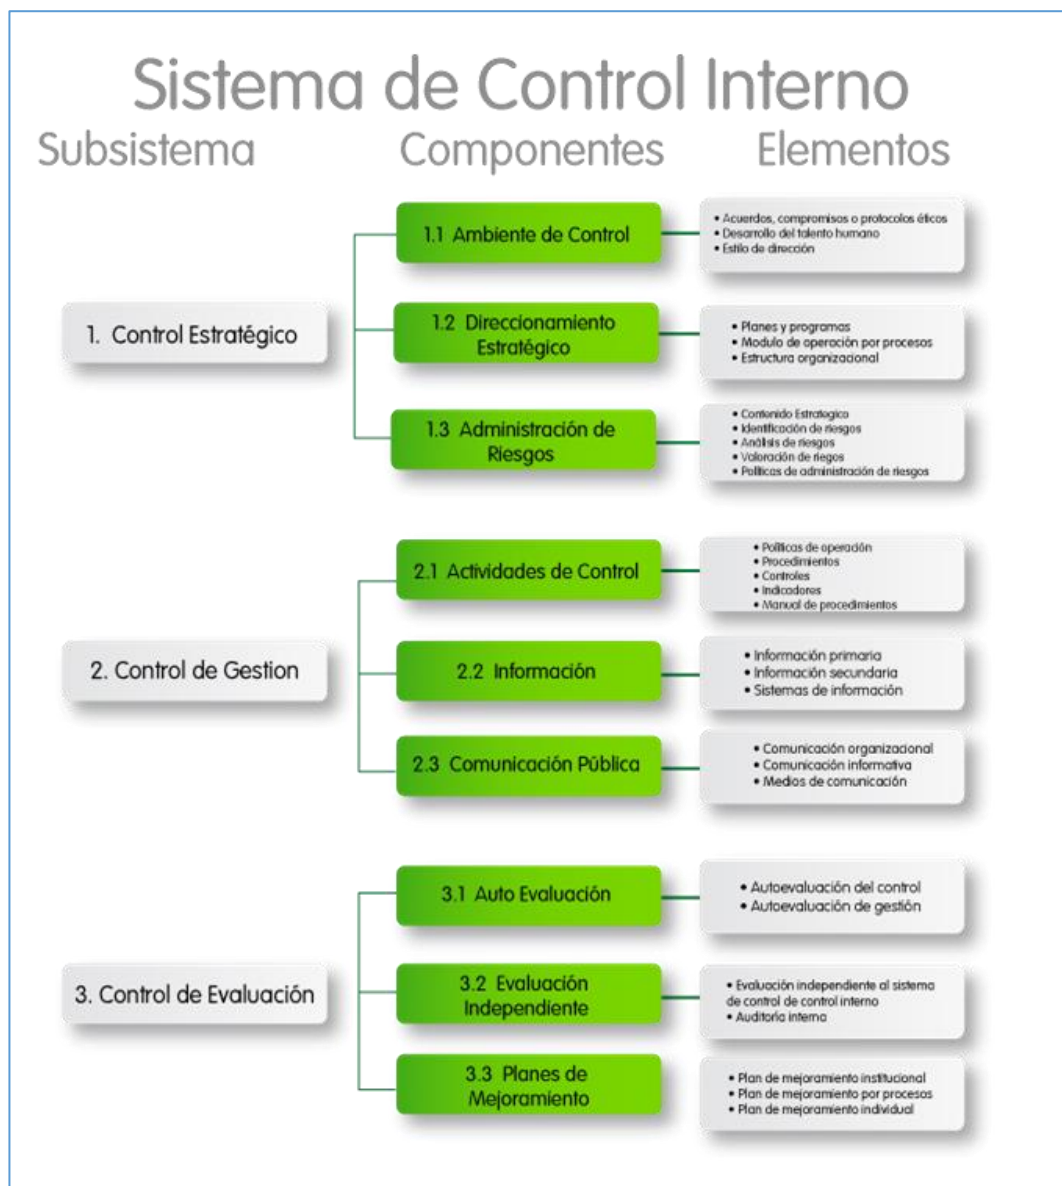 Sistema de Control Interno
Subsistema
Componentes
Elementos
1. Control Estratégico
1.1 Ambiente de Control
• Acuerdos, compromisos o protocolos éticos
• Desarrollo del talento humano
• Estilo de dirección
1.2 Direccionamiento
Estratégico
• Planes y programas
• Modulo de operación por procesos
• Estructura organizacional
1.3 Administración de
Riesgos
• Contenido Estrategico
• Identificación de riesgos
• Análisis de riesgos
• Valoración de riegos
• Políticas de administración de riesgos
2. Control de Gestion
2.1 Actividades de Control
• Políticas de operación
• Procedimientos
• Controles
• Indicadores
• Manual de procedimientos
2.2 Información
• Información primaria
• Información secundaria
• Sistemas de información
2.3 Comunicación Pública
• Comunicación organizacional
• Comunicación informativa
• Medios de comunicación
3. Control de Evaluación
3.1 Auto Evaluación
• Autoevaluación del control
• Autoevaluación de gestión
3.2 Evaluación
Independiente
• Evaluación independiente al sistema
de control de control interno
• Auditoría interna
3.3 Planes de
Mejoramiento
• Plan de mejoramiento institucional
• Plan de mejoramiento por procesos
• Plan de mejoramiento individual